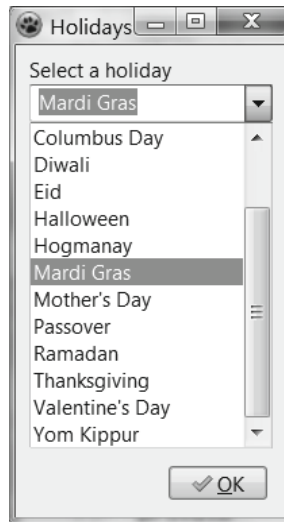 Holidays
Select a holiday
Mardi Gras
Columbus Day
Diwali
Eid
Halloween
Hogmanay
Mardi Gras
Mother's Day
Passover
Ramadan
Thanksgiving
Valentine's Day
Yom Kippur
OK